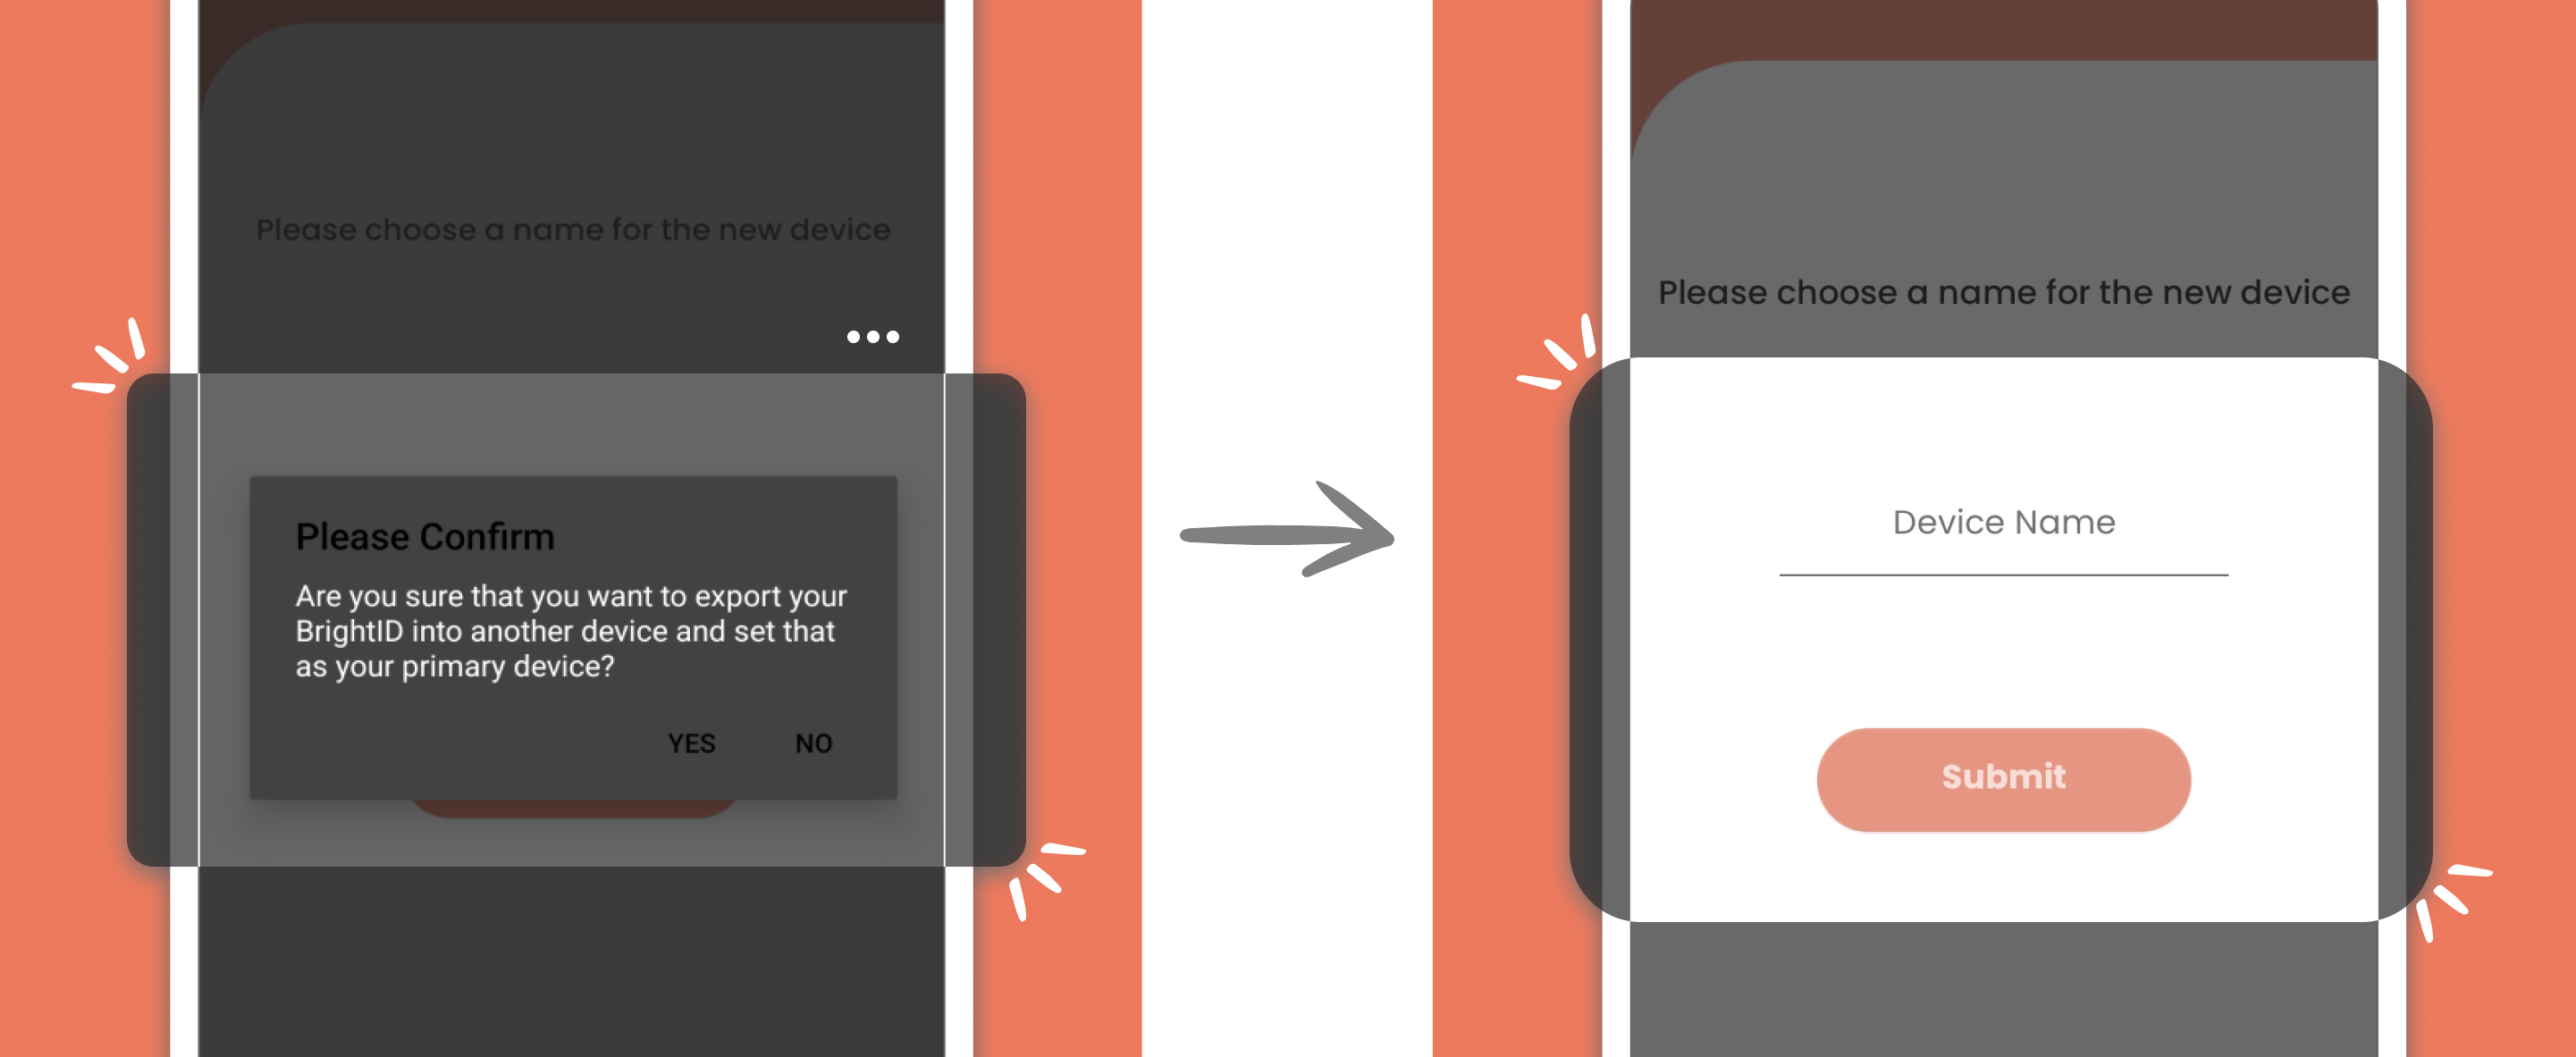 Please choose a name for the new device
Please Confirm
Are you sure that you want to export your
BrightID into another device and set that
as your primary device?
YES NO
Please choose a name for the new device
Device Name
Submit